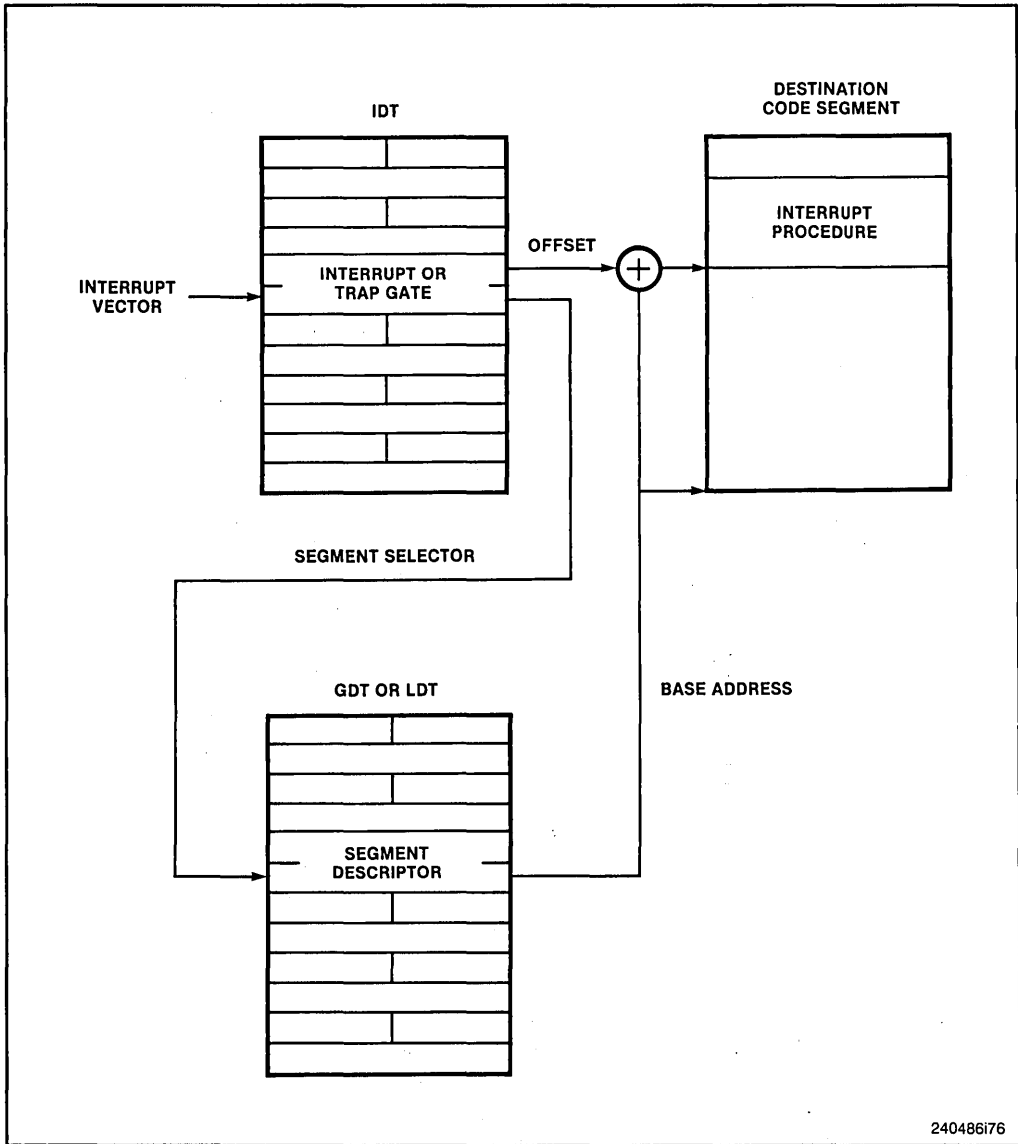 IDT
DESTINATION
CODE SEGMENT
INTERRUPT
PROCEDURE
OFFSET
+
INTERRUPT
VECTOR
INTERRUPT OR
TRAP GATE
SEGMENT SELECTOR
GDT OR LDT
BASE ADDRESS
SEGMENT
DESCRIPTOR
240486i76